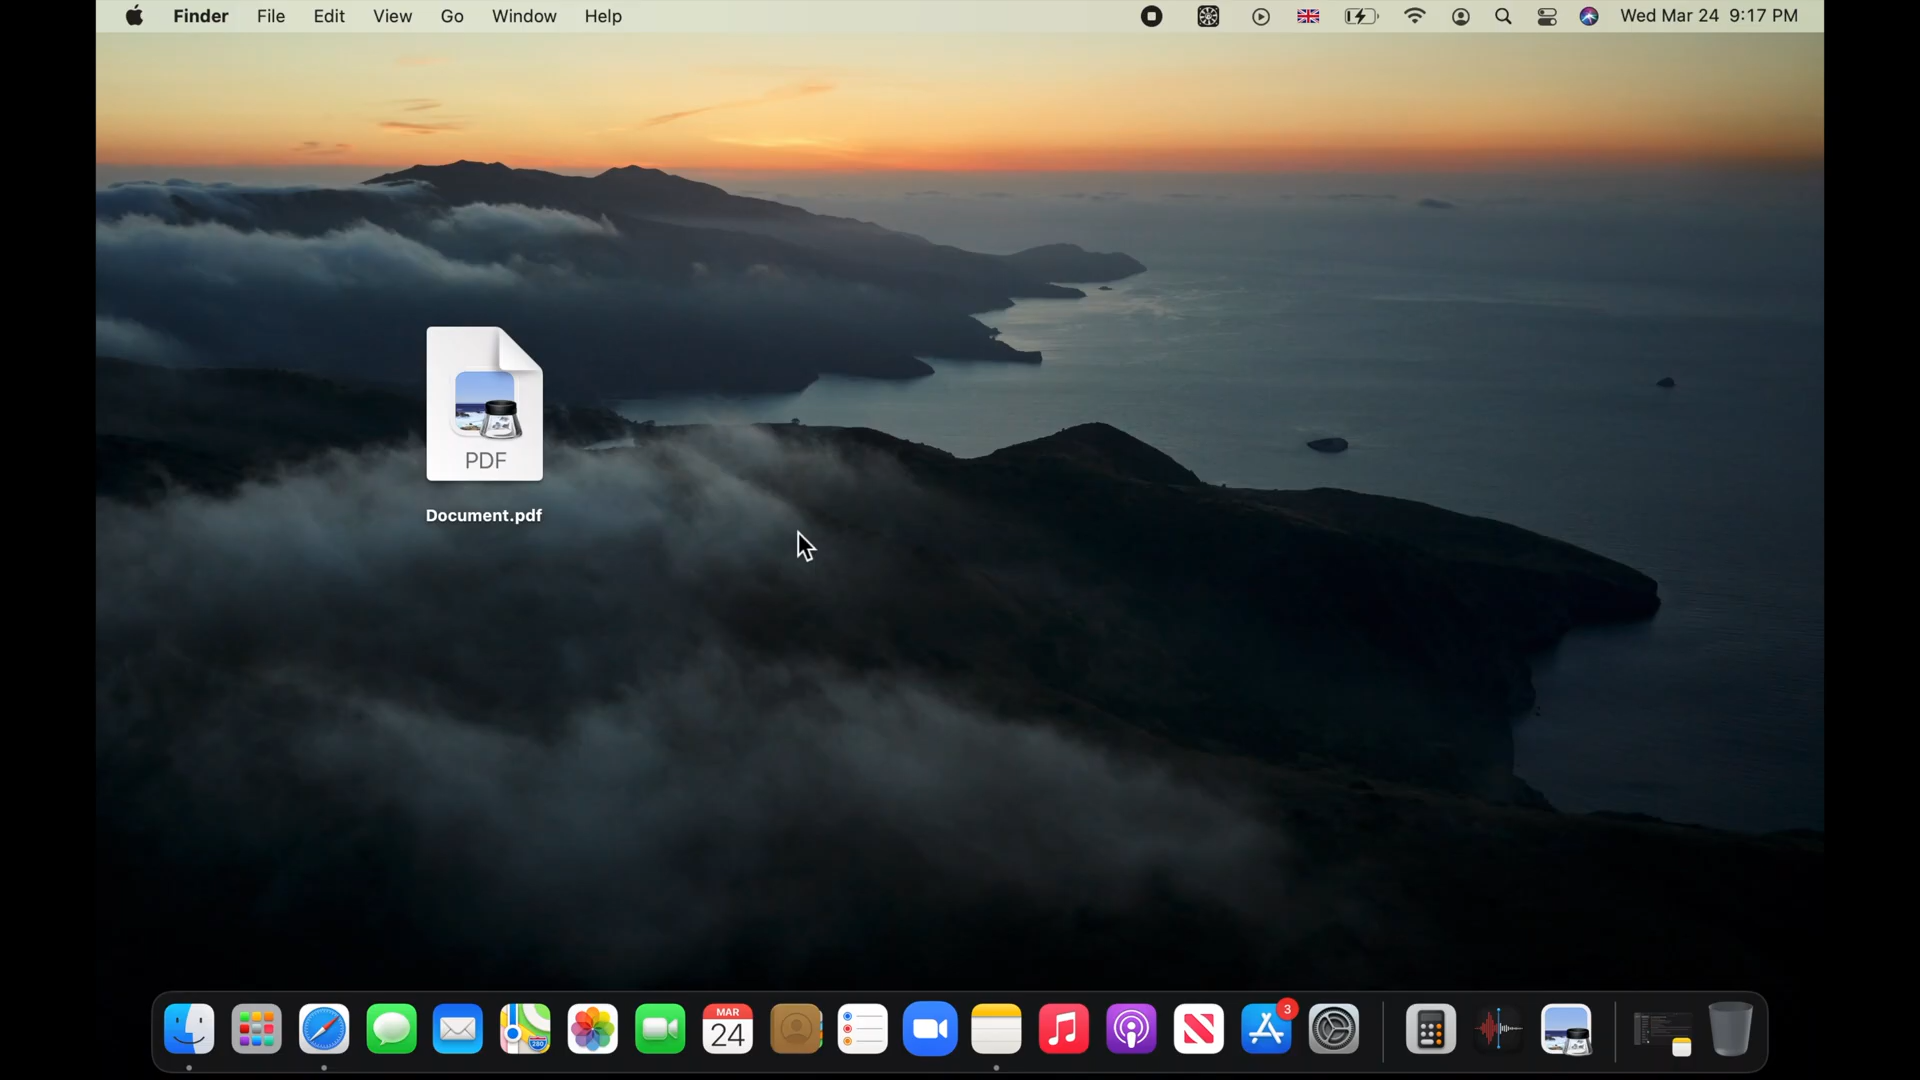 Finder File Edit View Go Window Help Wed Mar 24 9:17 PM
PDF
Document.pdf
MAR
24
280
3